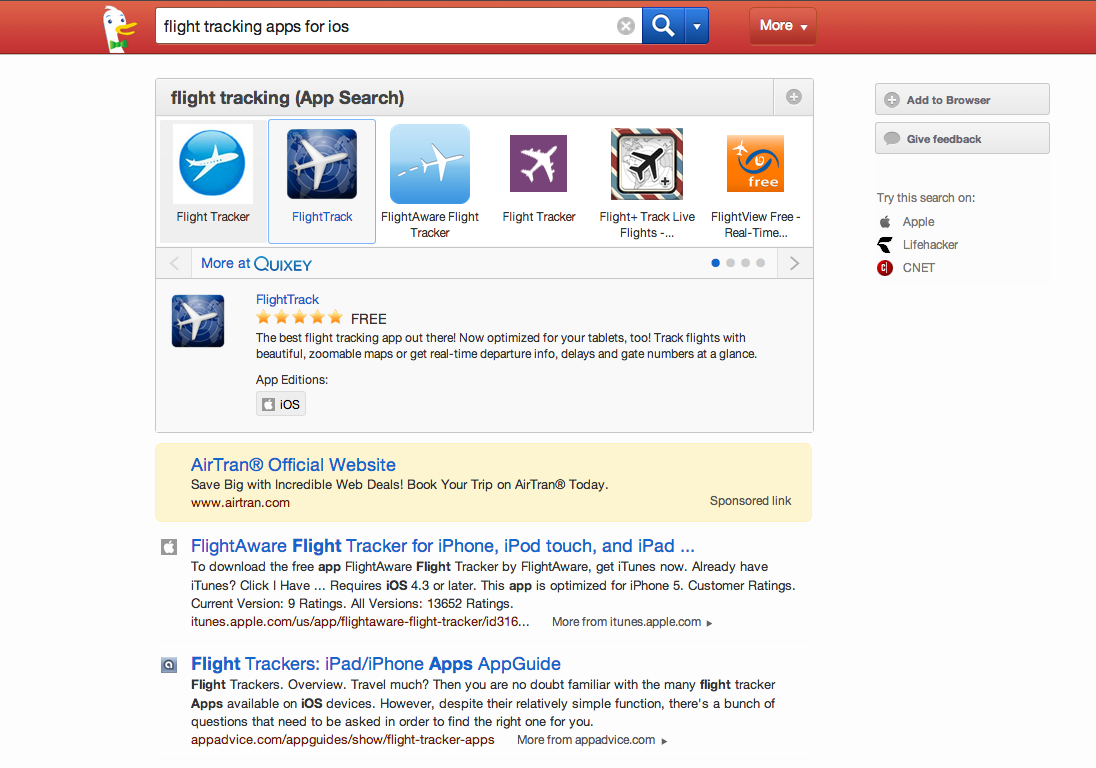 flight tracking apps for ios
More
flight tracking (App Search)
Flight Tracker
FlightTrack
FlightAware Flight
Tracker
Flight Tracker
Flight+ Track Live
Flights -...
free
FlightView Free -
Real-Time...
More at QUIXEY
FlightTrack
FREE
The best flight tracking app out there! Now optimized for your tablets, too! Track flights with
beautiful, zoomable maps or get real-time departure info, delays and gate numbers at a glance.
App Editions:
iOS
AirTran® Official Website
Save Big with Incredible Web Deals! Book Your Trip on AirTran® Today.
www.airtran.com
Sponsored link
FlightAware Flight Tracker for iPhone, iPod touch, and iPad ...
To download the free app FlightAware Flight Tracker by FlightAware, get iTunes now. Already have
iTunes? Click I Have ... Requires iOS 4.3 or later. This app is optimized for iPhone 5. Customer Ratings.
Current Version: 9 Ratings. All Versions: 13652 Ratings.
itunes.apple.com/us/app/flightaware-flight-tracker/id316... More from itunes.apple.com
Flight Trackers: iPad/iPhone Apps AppGuide
Flight Trackers. Overview. Travel much? Then you are no doubt familiar with the many flight tracker
Apps available on iOS devices. However, despite their relatively simple function, there's a bunch of
questions that need to be asked in order to find the right one for you.
appadvice.com/appguides/show/flight-tracker-apps More from appadvice.com
Add to Browser
Give feedback
Try this search on:
Apple
Lifehacker
CNET